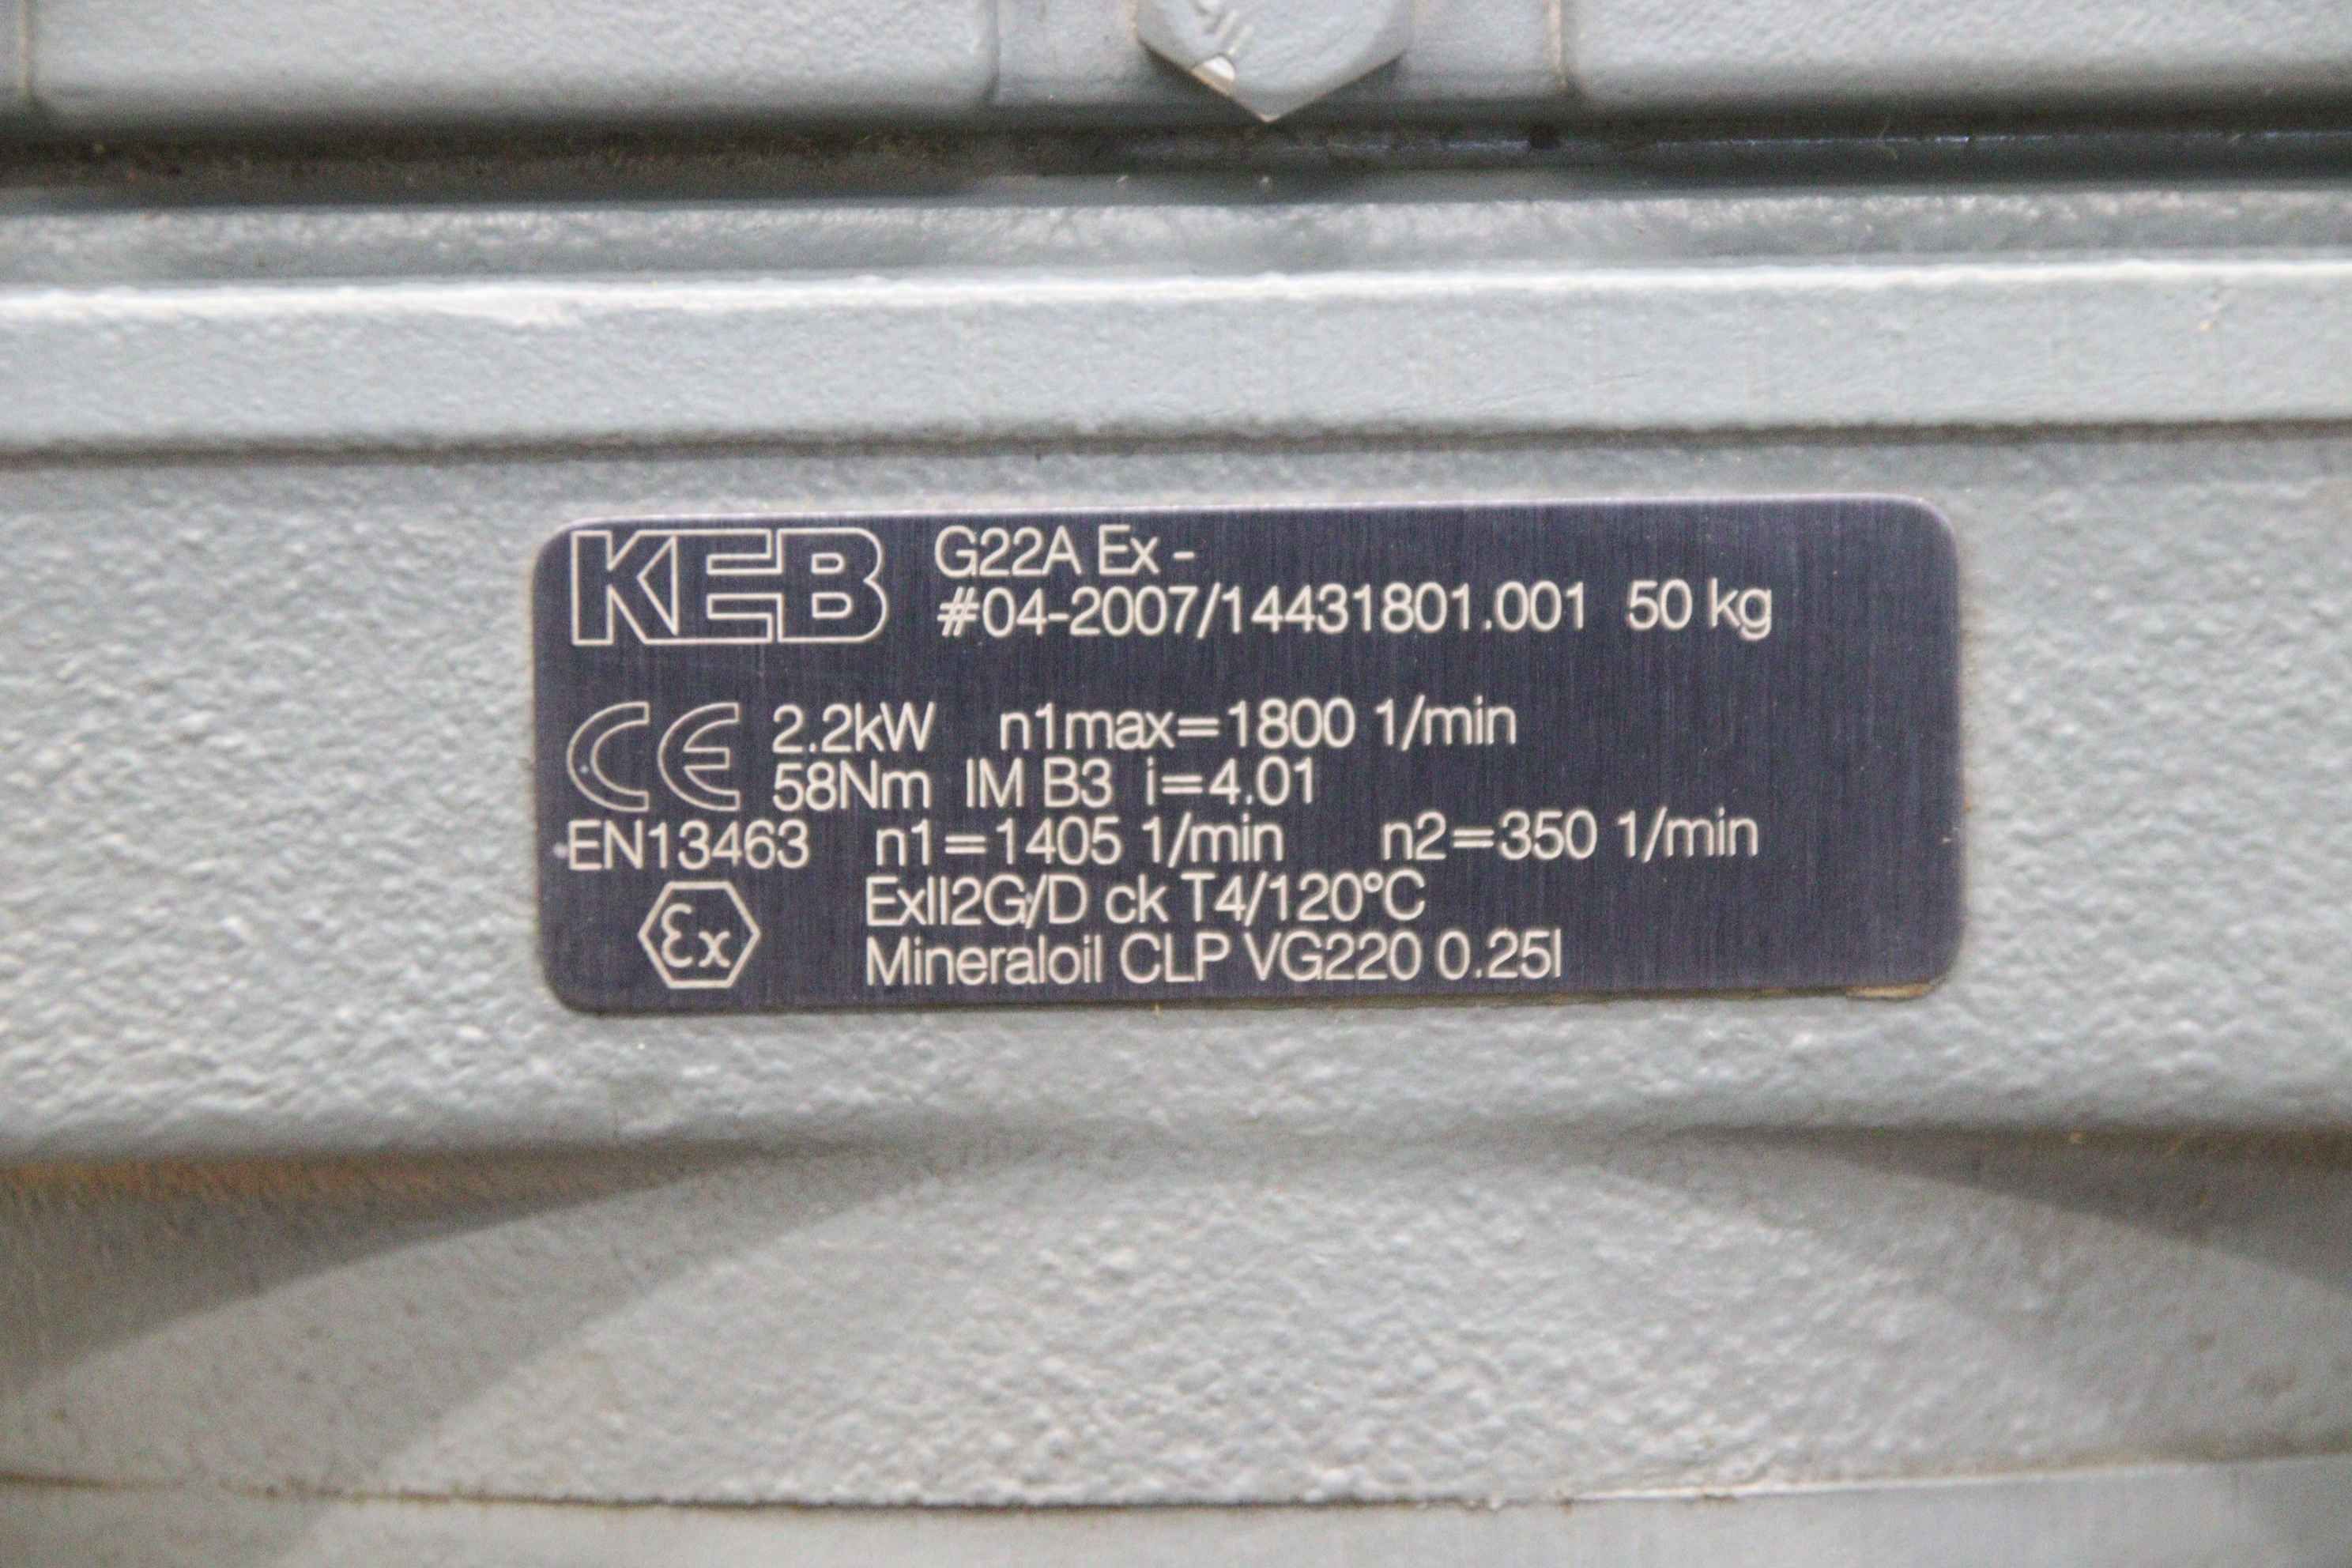 KEB G22A Ex -
#04-2007/14431801.001 50 kg
CE 2.2kW n1max=1800 1/min
58Nm IM B3 i=4.01
EN13463 n1=1405 1/min n2=350 1/min
Ex ExII2G/D ck T4/120°C
Mineraloil CLP VG220 0.25l